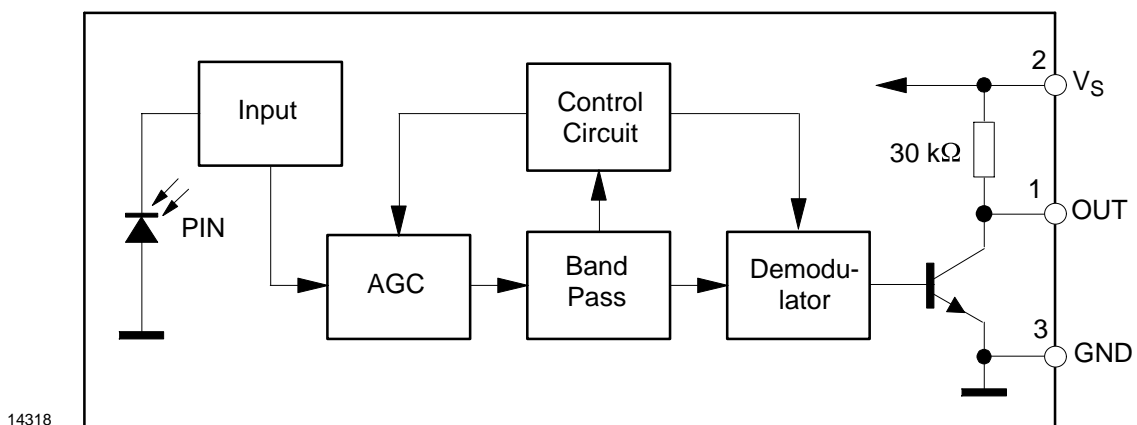 Input
PIN
AGC
Control
Circuit
Band
Pass
Demodu-
lator
30 kΩ
2
VS
1
OUT
3
GND
14318